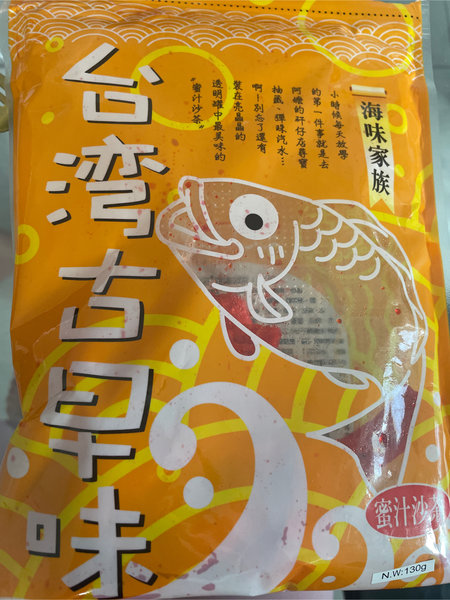 台湾古早味
海味家族
小時候每天放學
的第一件事就是去
阿嬤的矸仔店尋寶
抽籤、彈珠汽水…
啊!別忘了還有
裝在亮晶晶的
透明罐中最美味的
"蜜汁沙茶"
蜜汁沙
N.W:130g